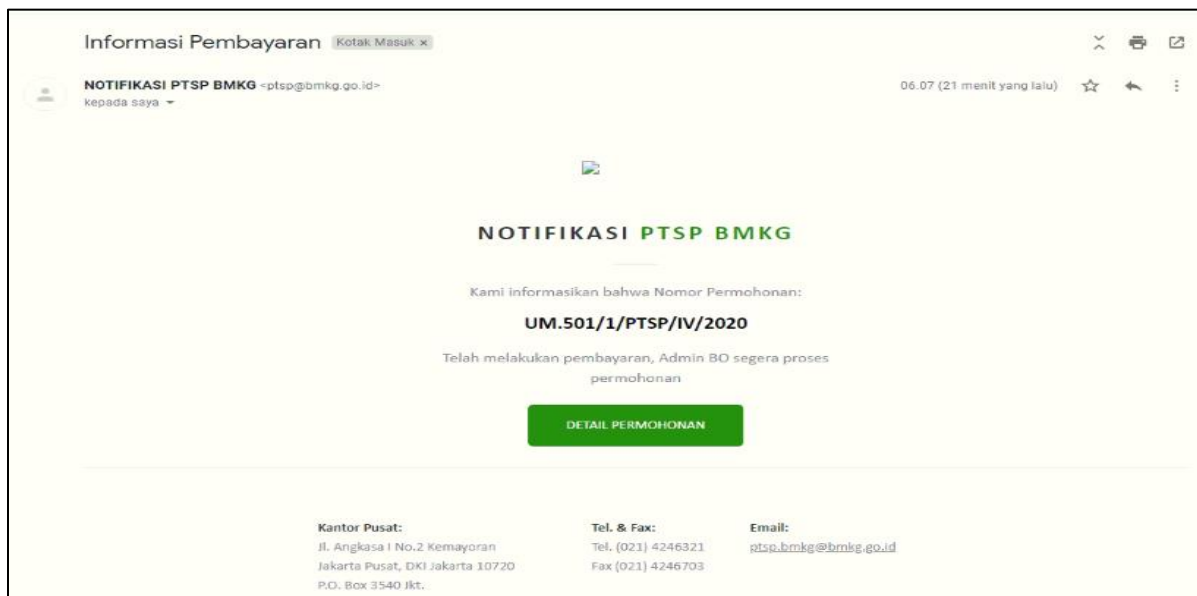 Informasi Pembayaran Kotak Masuk ×
NOTIFIKASI PTSP BMKG <ptsp@bmkg.go.id>
06.07 (21 menit yang lalu)
kepada saya
NOTIFIKASI PTSP BMKG
Kami informasikan bahwa Nomor Permohonan:
UM.501/1/PTSP/IV/2020
Telah melakukan pembayaran, Admin BO segera proses
permohonan
DETAIL PERMOHONAN
Kantor Pusat:
Jl. Angkasa I No.2 Kemayoran
Jakarta Pusat, DKI Jakarta 10720
P.O. Box 3540 Jkt.
Tel. & Fax:
Tel. (021) 4246321
Fax (021) 4246703
Email:
ptsp.bmkg@bmkg.go.id